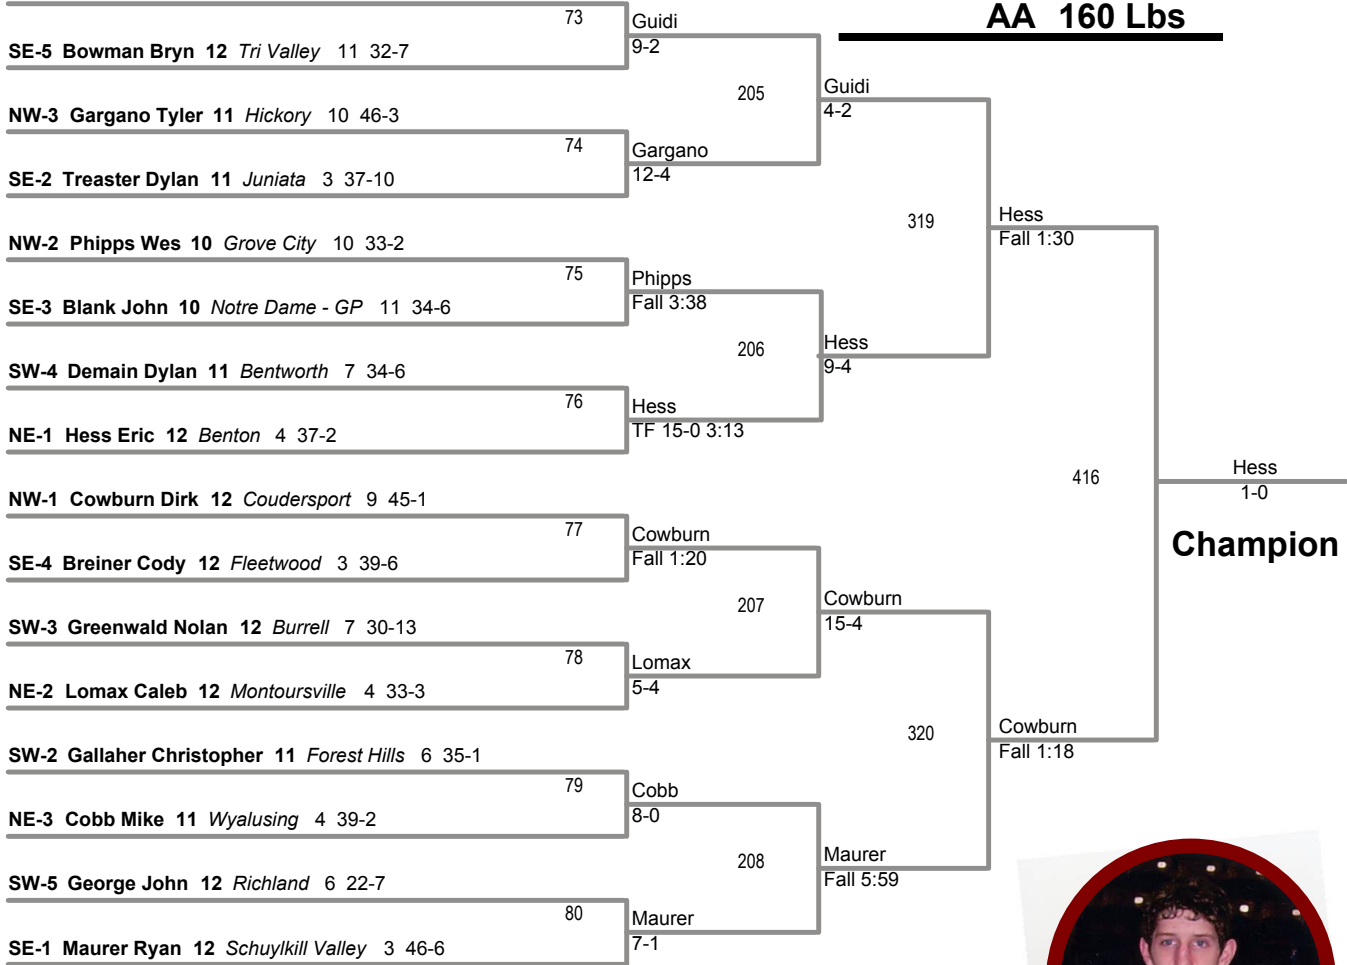 AA 160 Lbs
73
Guidi
9-2
SE-5 Bowman Bryn 12 Tri Valley 11 32-7
205
Guidi
4-2
NW-3 Gargano Tyler 11 Hickory 10 46-3
74
Gargano
12-4
SE-2 Treaster Dylan 11 Juniata 3 37-10
319
Hess
Fall 1:30
NW-2 Phipps Wes 10 Grove City 10 33-2
75
Phipps
Fall 3:38
SE-3 Blank John 10 Notre Dame - GP 11 34-6
206
Hess
9-4
SW-4 Demain Dylan 11 Bentworth 7 34-6
76
Hess
TF 15-0 3:13
NE-1 Hess Eric 12 Benton 4 37-2
416
Hess
1-0
Champion
NW-1 Cowburn Dirk 12 Coudersport 9 45-1
77
Cowburn
Fall 1:20
SE-4 Breiner Cody 12 Fleetwood 3 39-6
207
Cowburn
15-4
SW-3 Greenwald Nolan 12 Burrell 7 30-13
78
Lomax
5-4
NE-2 Lomax Caleb 12 Montoursville 4 33-3
320
Cowburn
Fall 1:18
SW-2 Gallaher Christopher 11 Forest Hills 6 35-1
79
Cobb
8-0
NE-3 Cobb Mike 11 Wyalusing 4 39-2
208
Maurer
Fall 5:59
SW-5 George John 12 Richland 6 22-7
80
Maurer
7-1
SE-1 Maurer Ryan 12 Schuylkill Valley 3 46-6